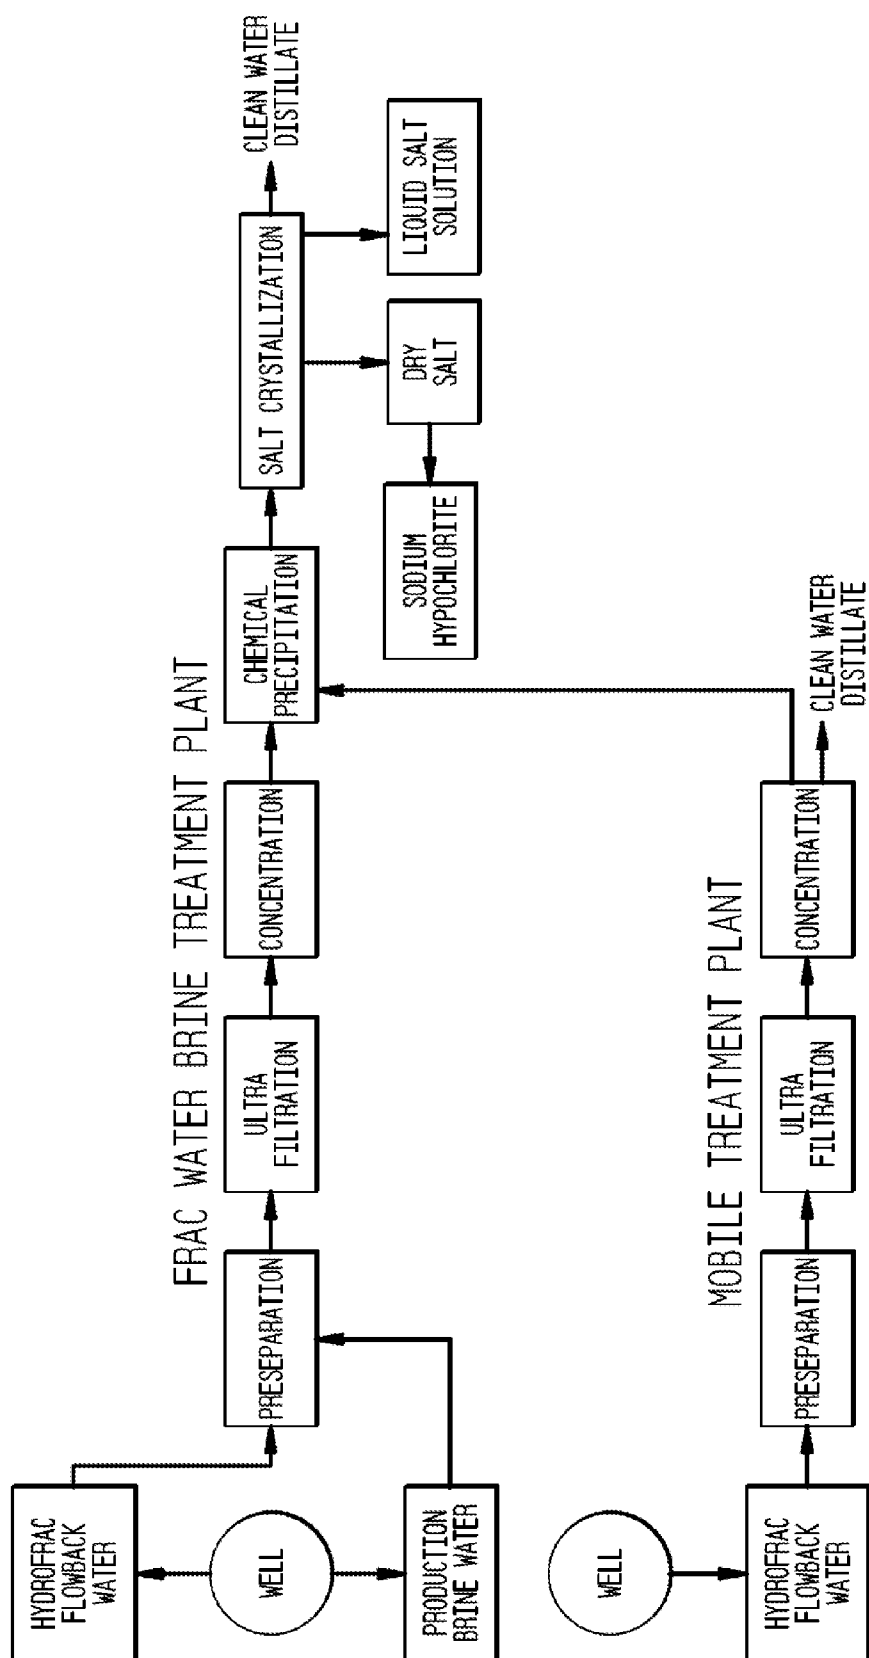 FRAC WATER BRINE TREATMENT PLANT
HYDROFRAC
FLOWBACK
WATER
WELL
PRODUCTION
BRINE WATER
PRESEPARATION
ULTRA
FILTRATION
CONCENTRATION
CHEMICAL
PRECIPITATION
SALT CRYSTALLIZATION
CLEAN WATER
DISTILLATE
SODIUM
HYPOCHLORITE
DRY
SALT
LIQUID SALT
SOLUTION
MOBILE TREATMENT PLANT
WELL
HYDROFRAC
FLOWBACK
WATER
PRESEPARATION
ULTRA
FILTRATION
CONCENTRATION
CLEAN WATER
DISTILLATE